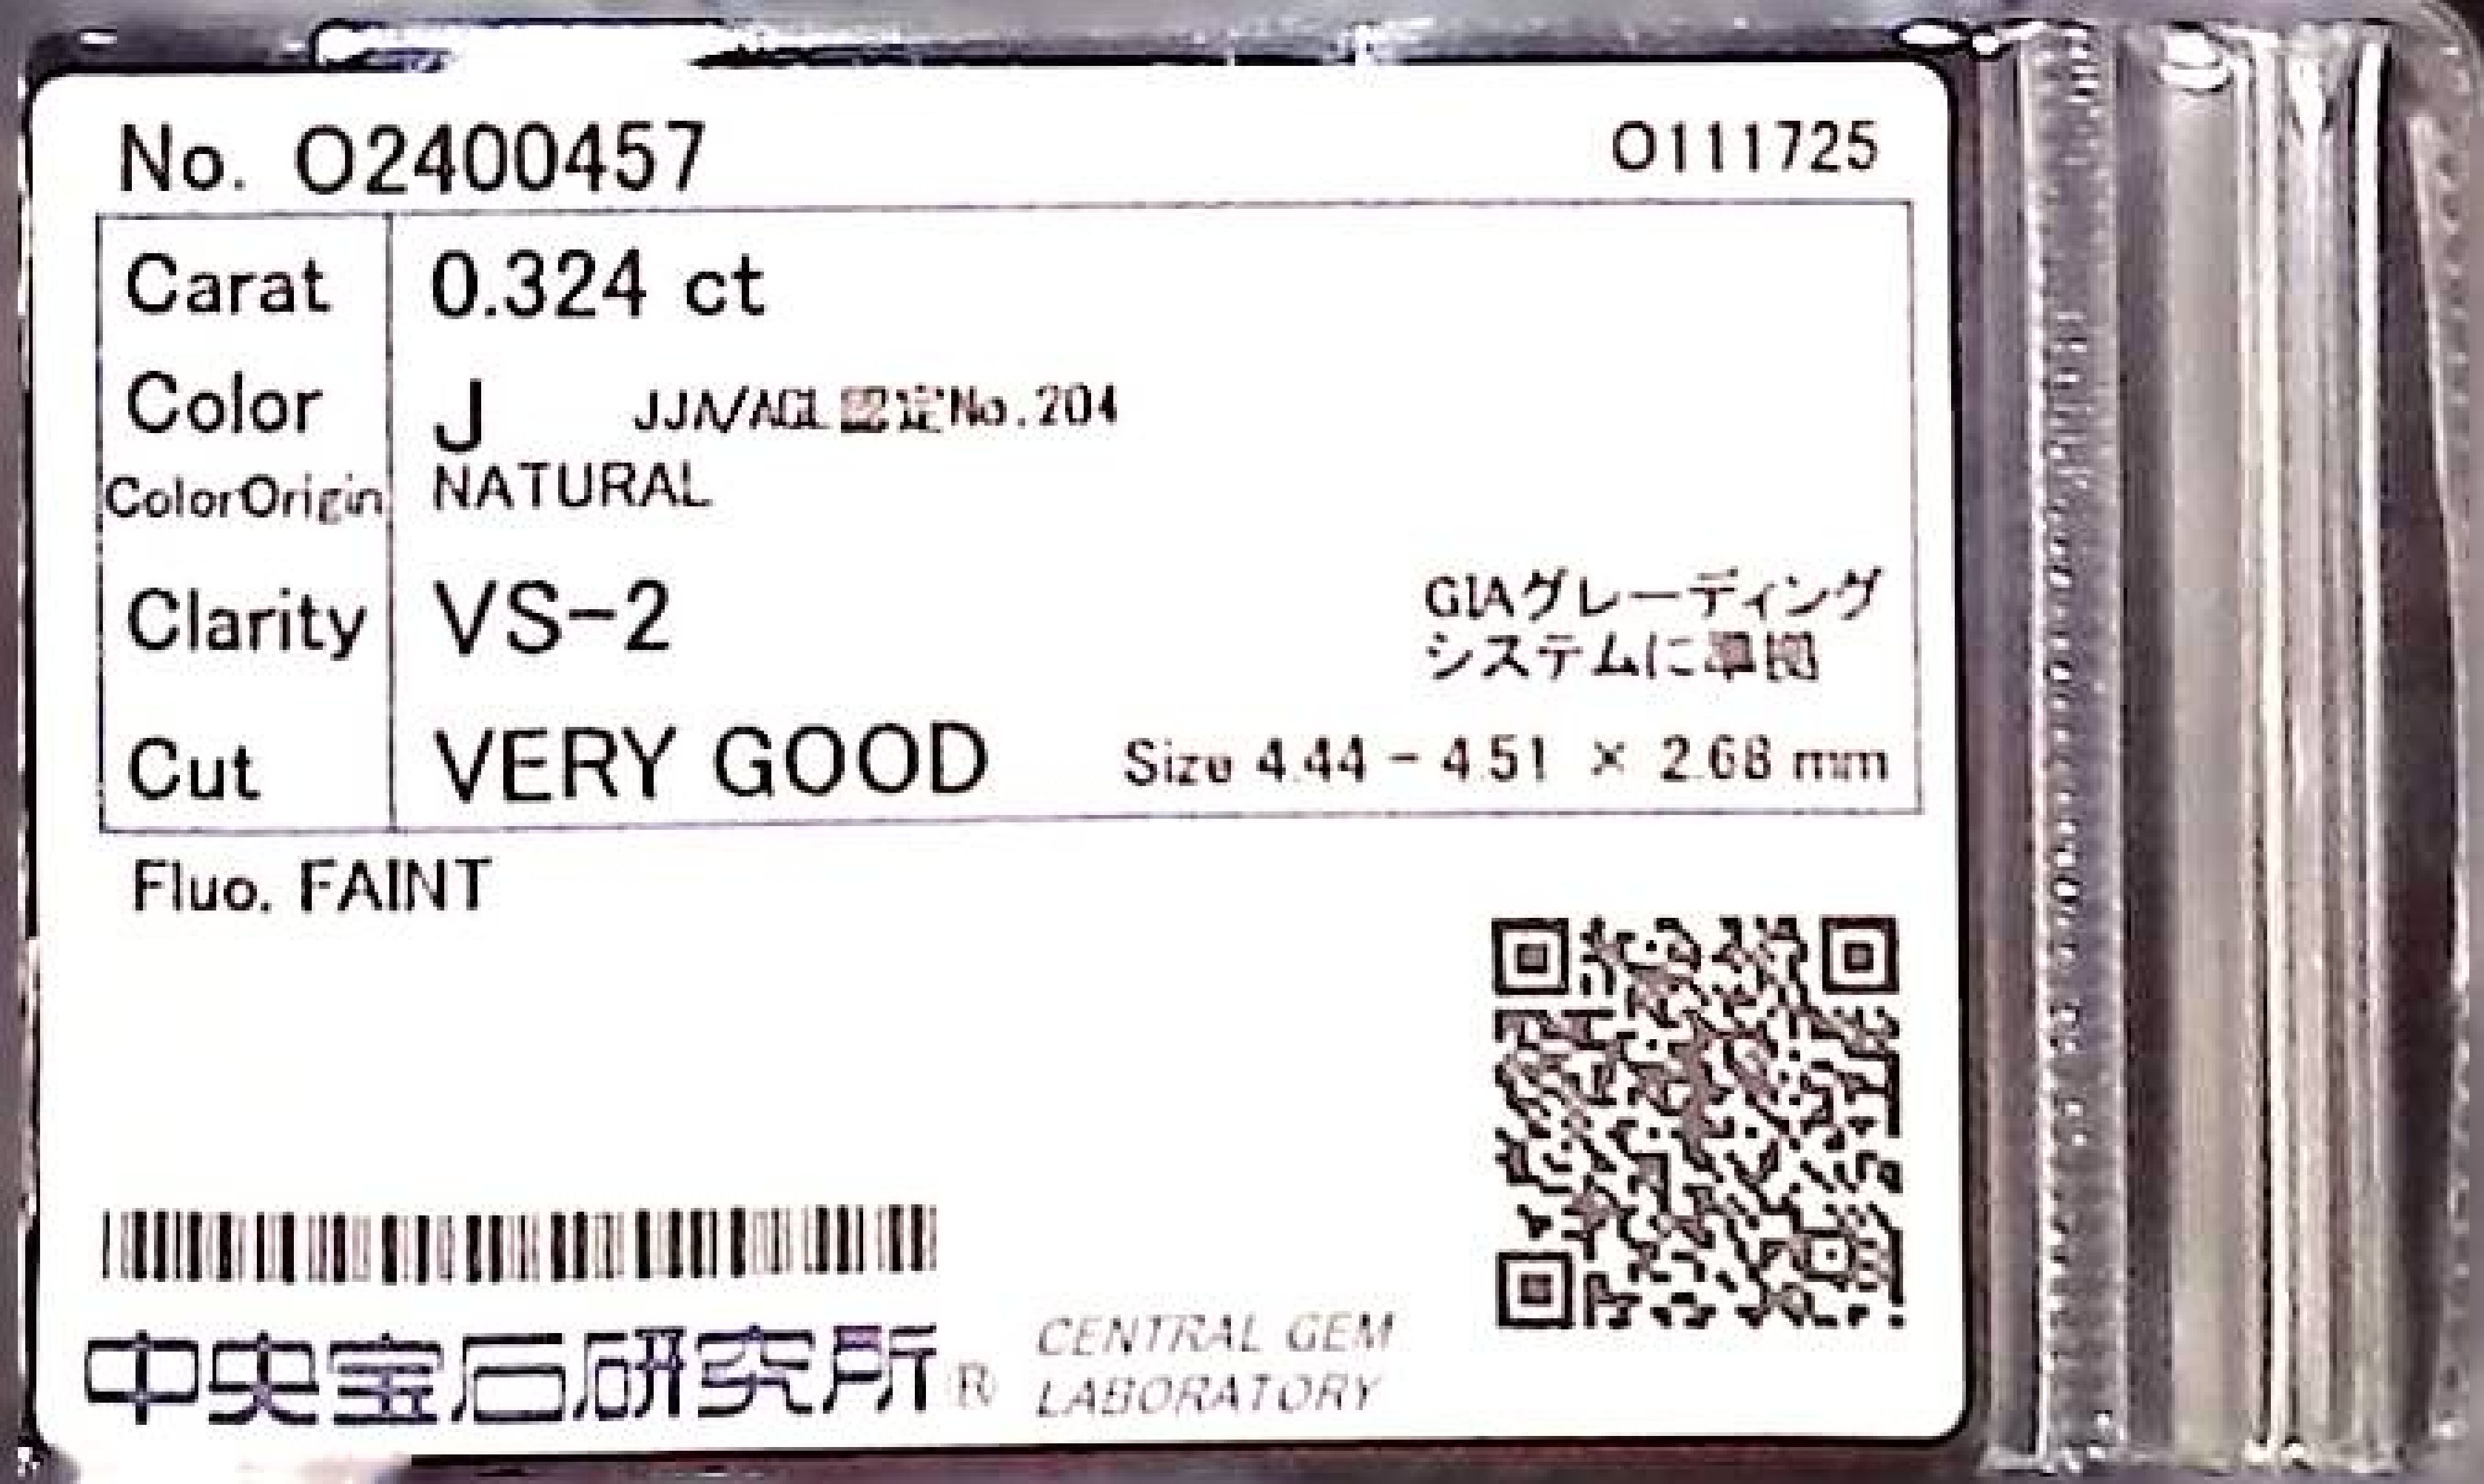 No. O2400457 O111725
Carat 0.324 ct
Color J JJA/AGL認定No.204
ColorOrigin NATURAL
Clarity VS-2
GIAグレーディング
システムに準拠
Cut VERY GOOD Size 4.44 - 4.51 × 2.68 mm
Fluo. FAINT
中央宝石研究所® CENTRAL GEM
LABORATORY